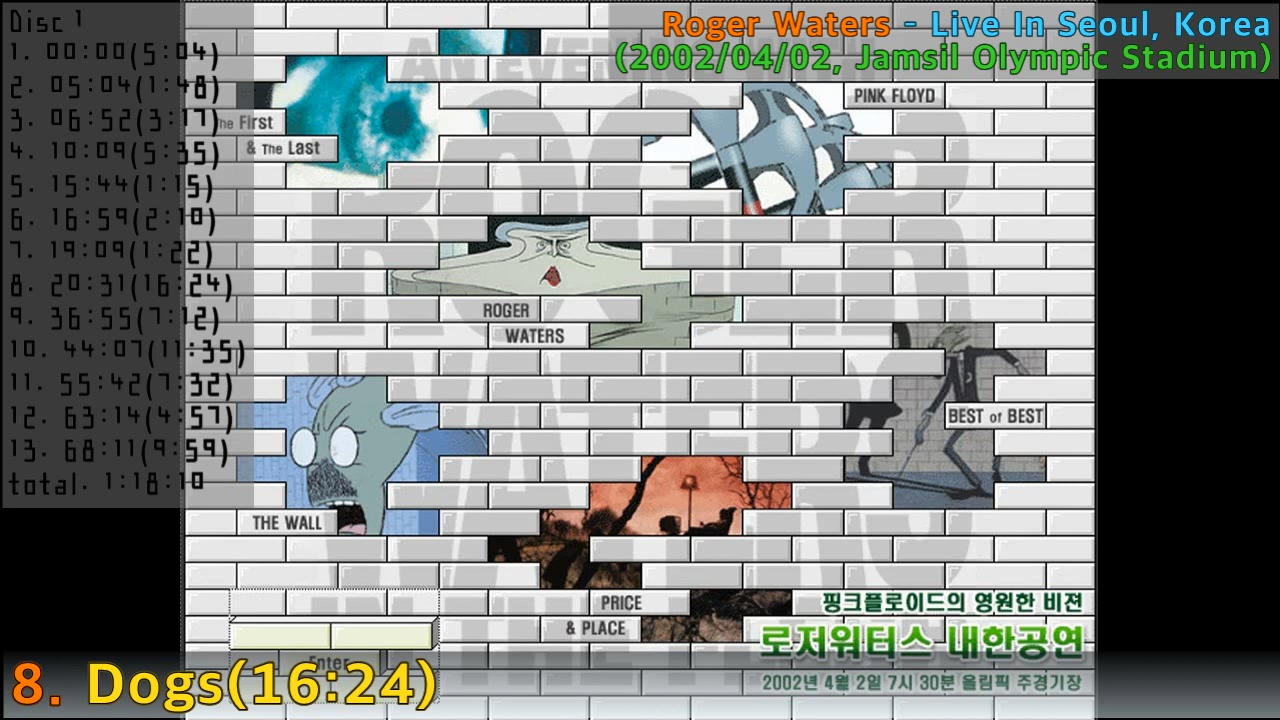 Disc 1
1. 00:00(5:04)
2. 05:04(1:48)
3. 06:52(3:17)
4. 10:09(5:35)
5. 15:44(1:15)
6. 16:59(2:10)
7. 19:09(1:22)
8. 20:31(16:24)
9. 36:55(7:12)
10. 44:07(11:35)
11. 55:42(7:32)
12. 63:14(4:57)
13. 68:11(9:59)
total. 1:18:10
Roger Waters - Live In Seoul, Korea
(2002/04/02, Jamsil Olympic Stadium)
PINK FLOYD
The First
& The Last
ROGER
WATERS
ROGER
WATERS
BEST of BEST
THE WALL
PRICE
& PLACE
Enter
핑크플로이드의 영원한 비젼
로저워터스 내한공연
2002년 4월 2일 7시 30분 올림픽 주경기장
8. Dogs(16:24)